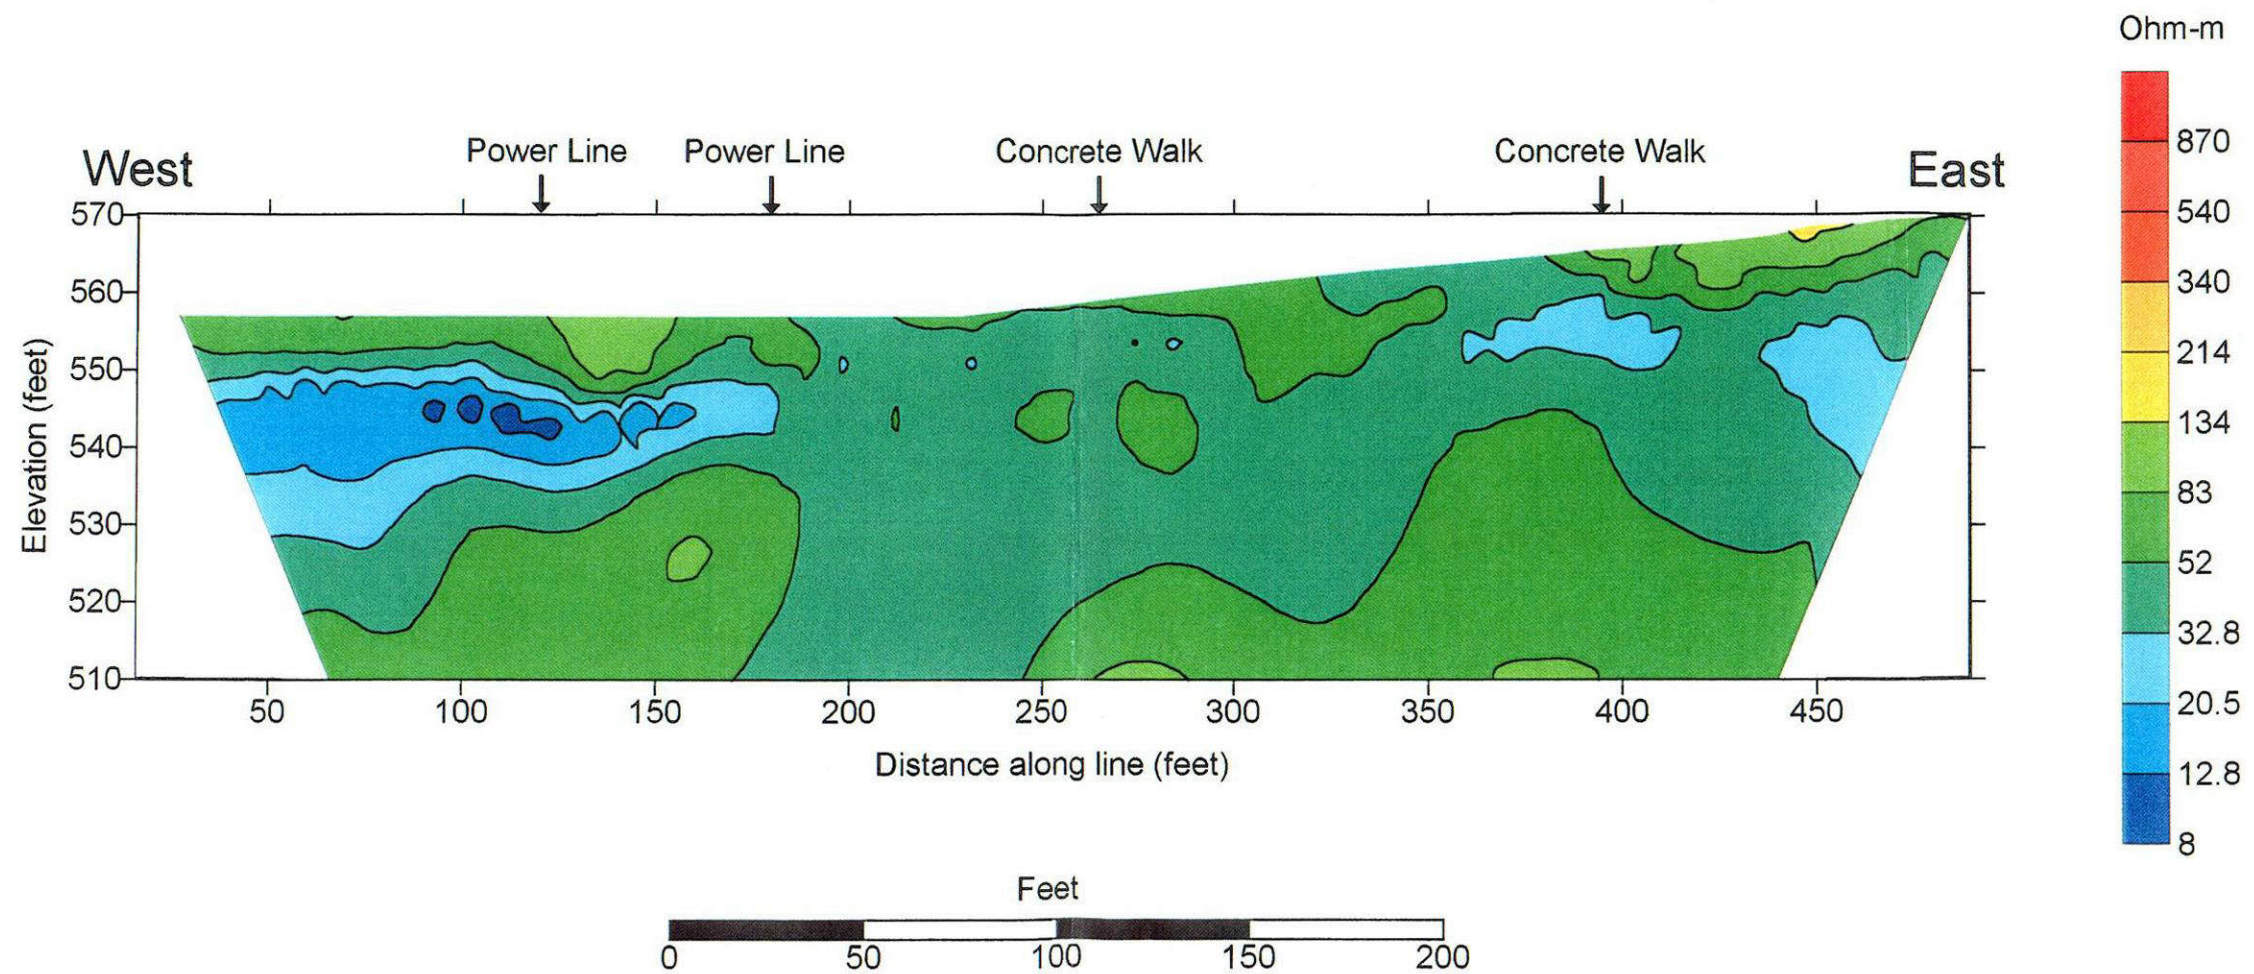 Ohm-m
Power Line Power Line Concrete Walk Concrete Walk
West East
570
560
550
540
530
520
510
Elevation (feet)
50 100 150 200 250 300 350 400 450
Distance along line (feet)
870
540
340
214
134
83
52
32.8
20.5
12.8
8
Feet
0 50 100 150 200